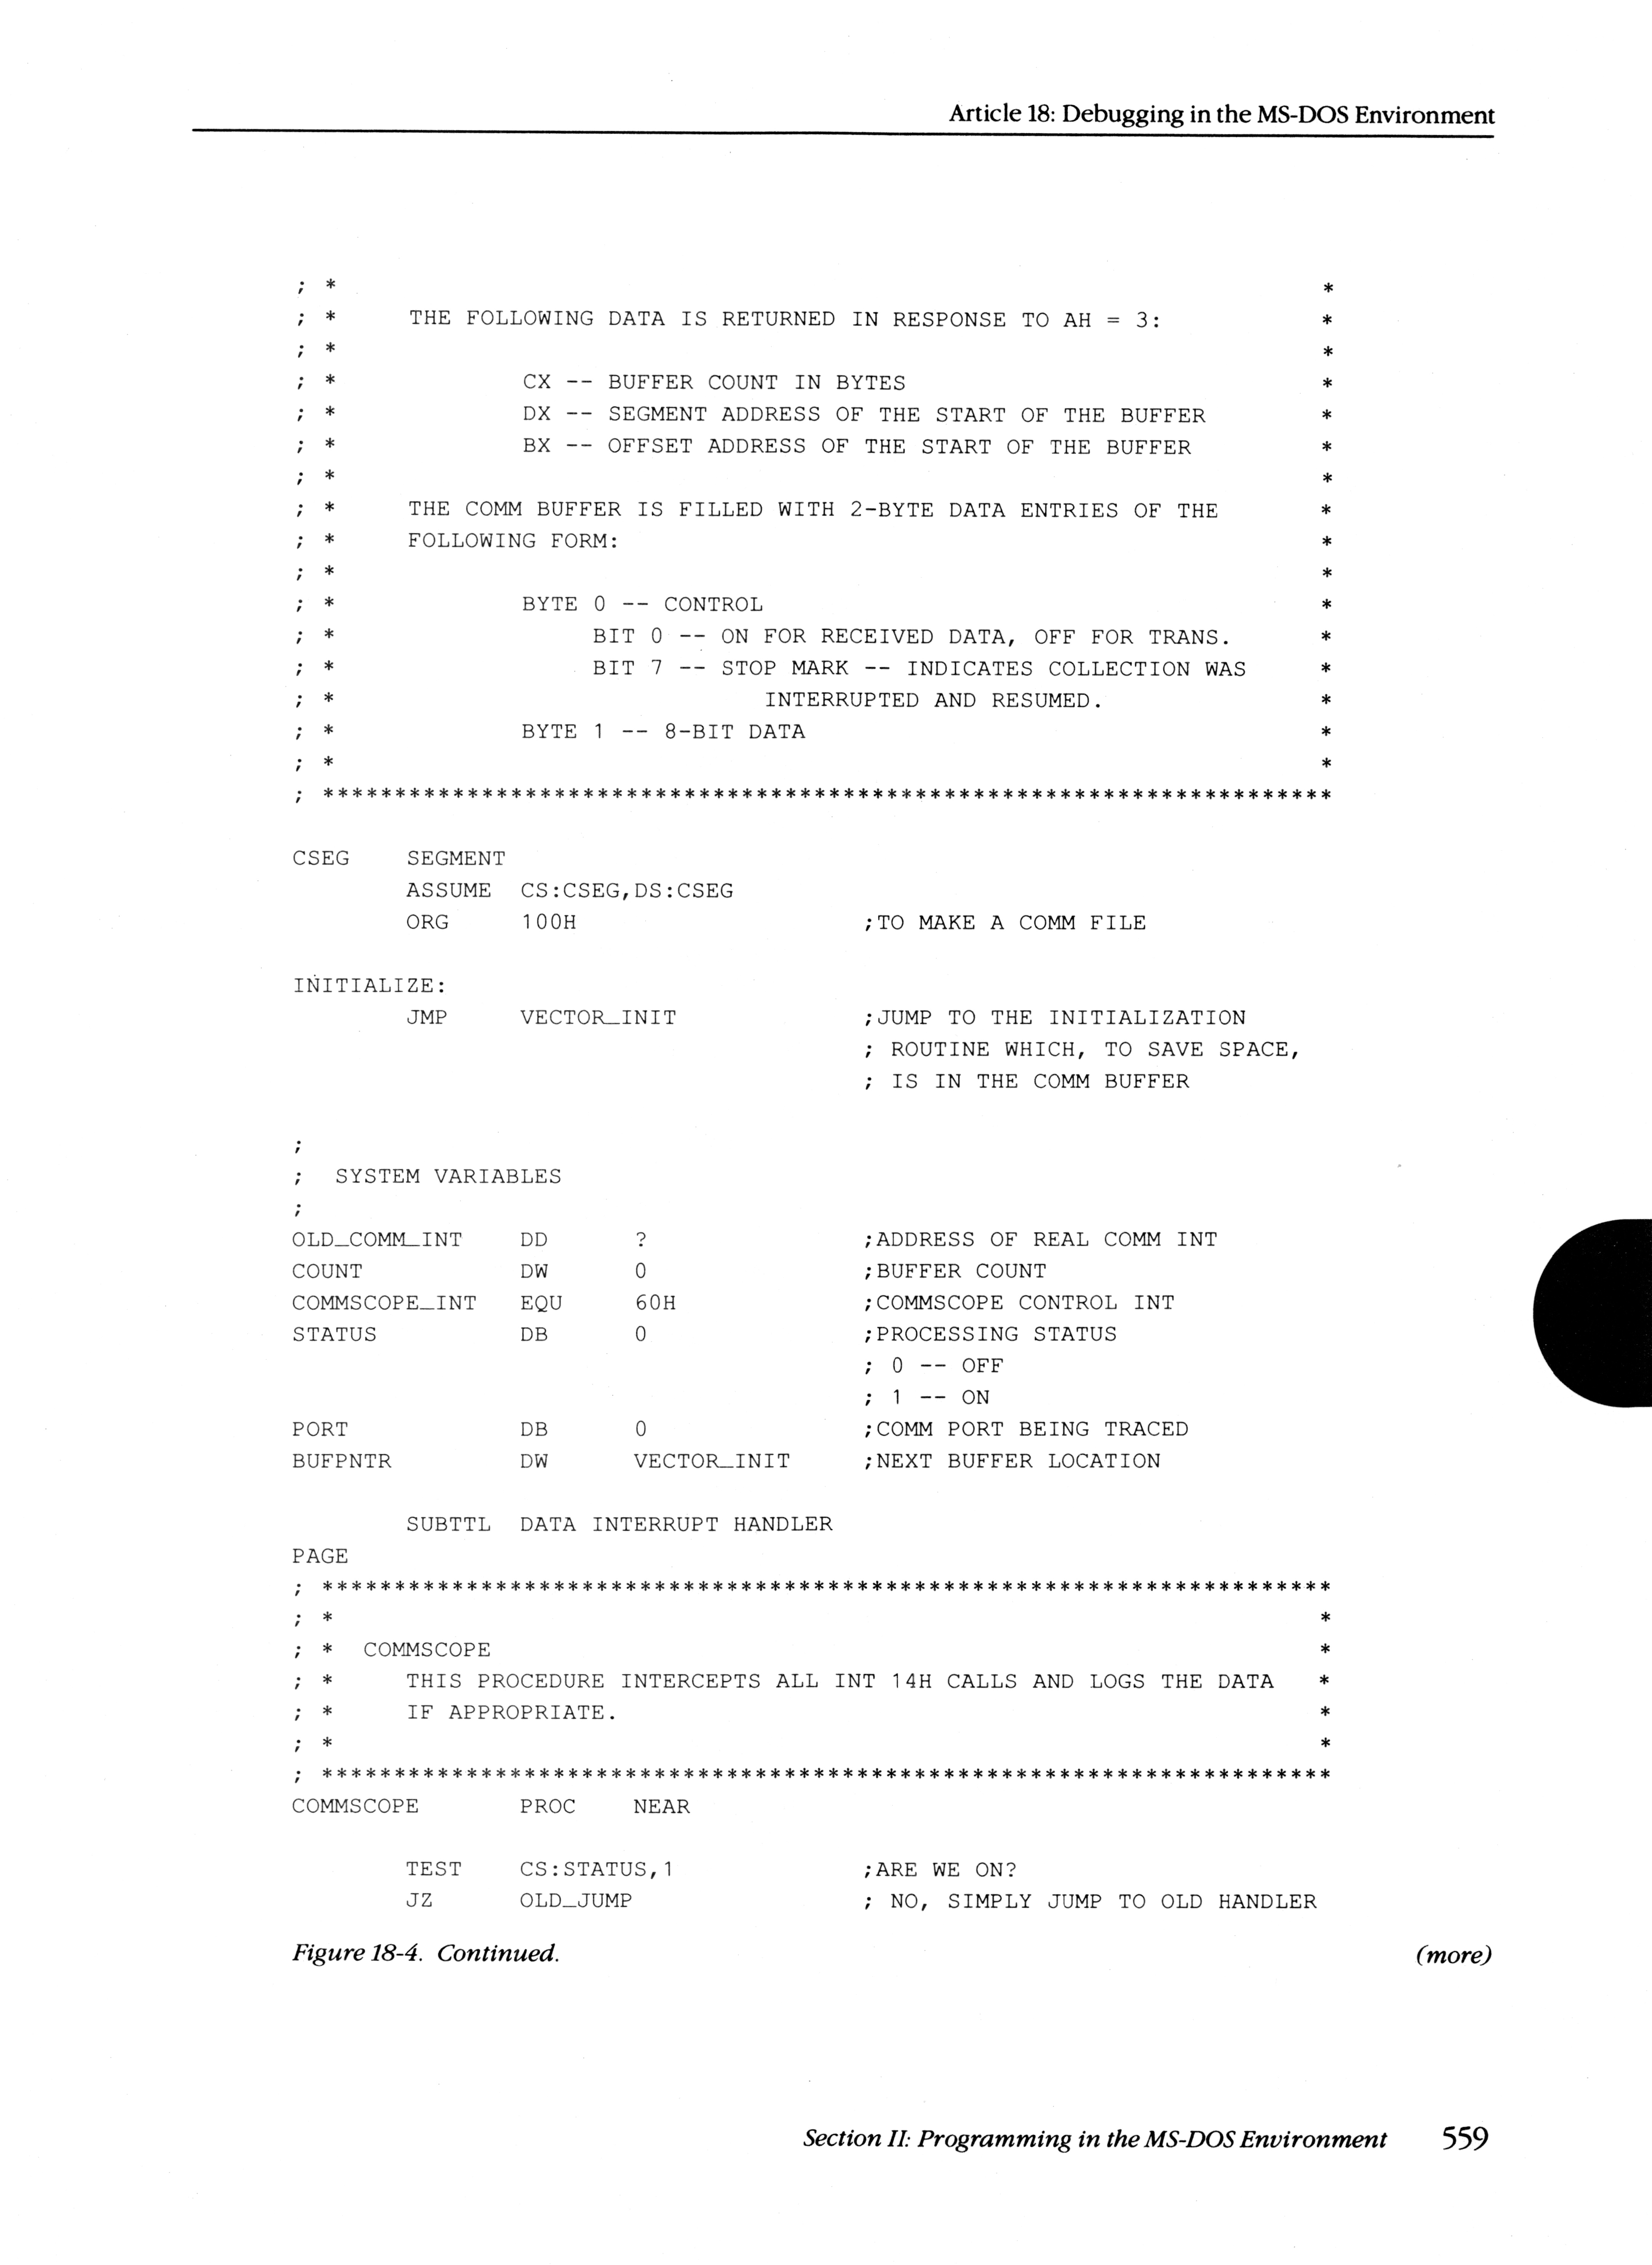 Article 18: Debugging in the MS-DOS Environment
; * *
; * THE FOLLOWING DATA IS RETURNED IN RESPONSE TO AH = 3: *
; * *
; * CX -- BUFFER COUNT IN BYTES *
; * DX -- SEGMENT ADDRESS OF THE START OF THE BUFFER *
; * BX -- OFFSET ADDRESS OF THE START OF THE BUFFER *
; * *
; * THE COMM BUFFER IS FILLED WITH 2-BYTE DATA ENTRIES OF THE *
; * FOLLOWING FORM: *
; * *
; * BYTE 0 -- CONTROL *
; * BIT 0 -- ON FOR RECEIVED DATA, OFF FOR TRANS. *
; * BIT 7 -- STOP MARK -- INDICATES COLLECTION WAS *
; * INTERRUPTED AND RESUMED. *
; * BYTE 1 -- 8-BIT DATA *
; * *
; ***********************************************************************
CSEG SEGMENT
ASSUME CS:CSEG,DS:CSEG
ORG 100H ;TO MAKE A COMM FILE
INITIALIZE:
JMP VECTOR_INIT ;JUMP TO THE INITIALIZATION
; ROUTINE WHICH, TO SAVE SPACE,
; IS IN THE COMM BUFFER
;
; SYSTEM VARIABLES
;
OLD_COMM_INT DD ? ;ADDRESS OF REAL COMM INT
COUNT DW 0 ;BUFFER COUNT
COMMSCOPE_INT EQU 60H ;COMMSCOPE CONTROL INT
STATUS DB 0 ;PROCESSING STATUS
; 0 -- OFF
; 1 -- ON
PORT DB 0 ;COMM PORT BEING TRACED
BUFPNTR DW VECTOR_INIT ;NEXT BUFFER LOCATION
SUBTTL DATA INTERRUPT HANDLER
PAGE
; ***********************************************************************
; * *
; * COMMSCOPE *
; * THIS PROCEDURE INTERCEPTS ALL INT 14H CALLS AND LOGS THE DATA *
; * IF APPROPRIATE. *
; * *
; ***********************************************************************
COMMSCOPE PROC NEAR
TEST CS:STATUS,1 ;ARE WE ON?
JZ OLD_JUMP ; NO, SIMPLY JUMP TO OLD HANDLER
Figure 18-4. Continued. (more)
Section II: Programming in the MS-DOS Environment 559